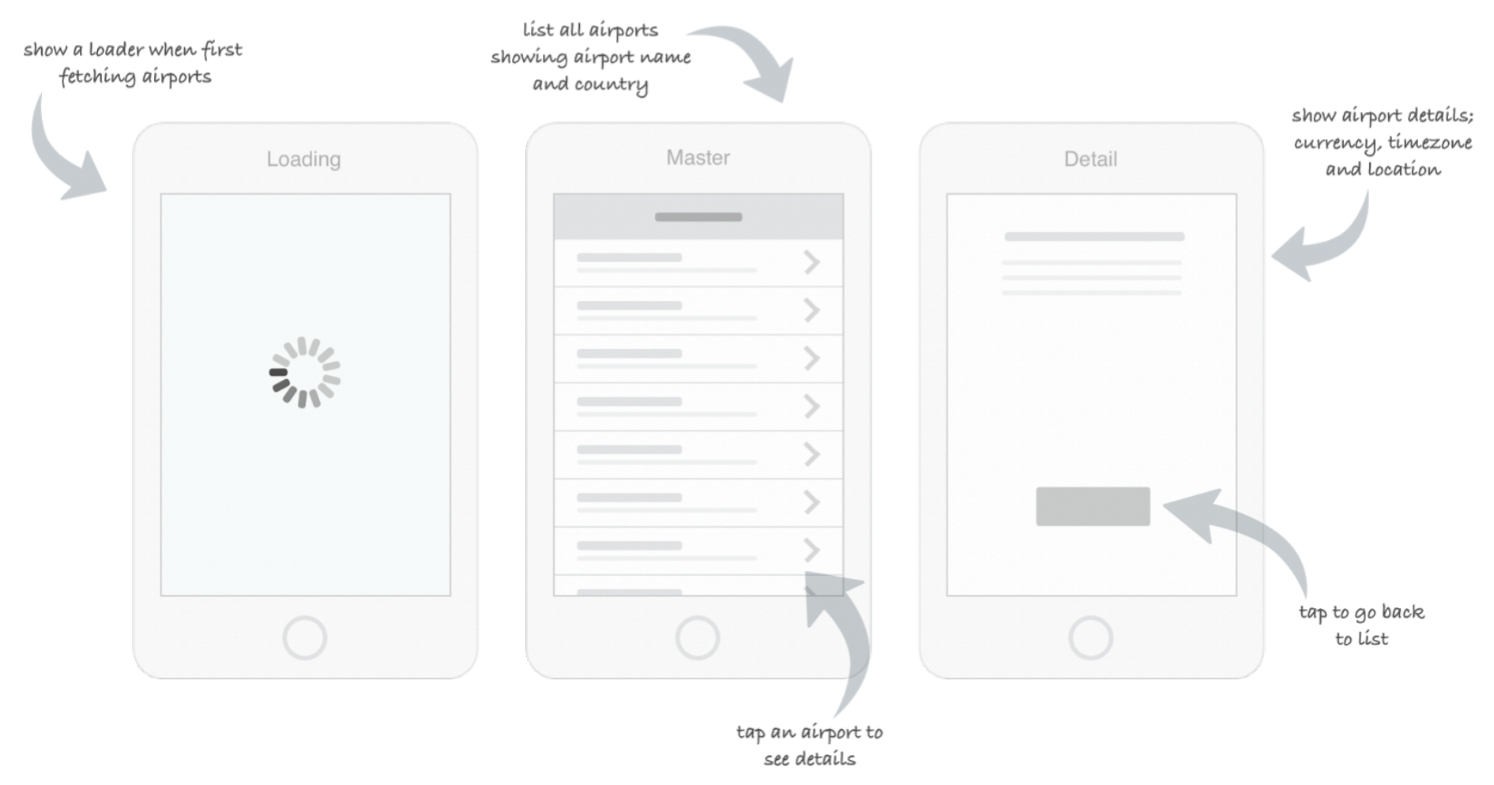 show a loader when first
fetching airports
Loading
list all airports
showing airport name
and country
Master
tap an airport to
see details
show airport details;
currency, timezone
and location
Detail
tap to go back
to list